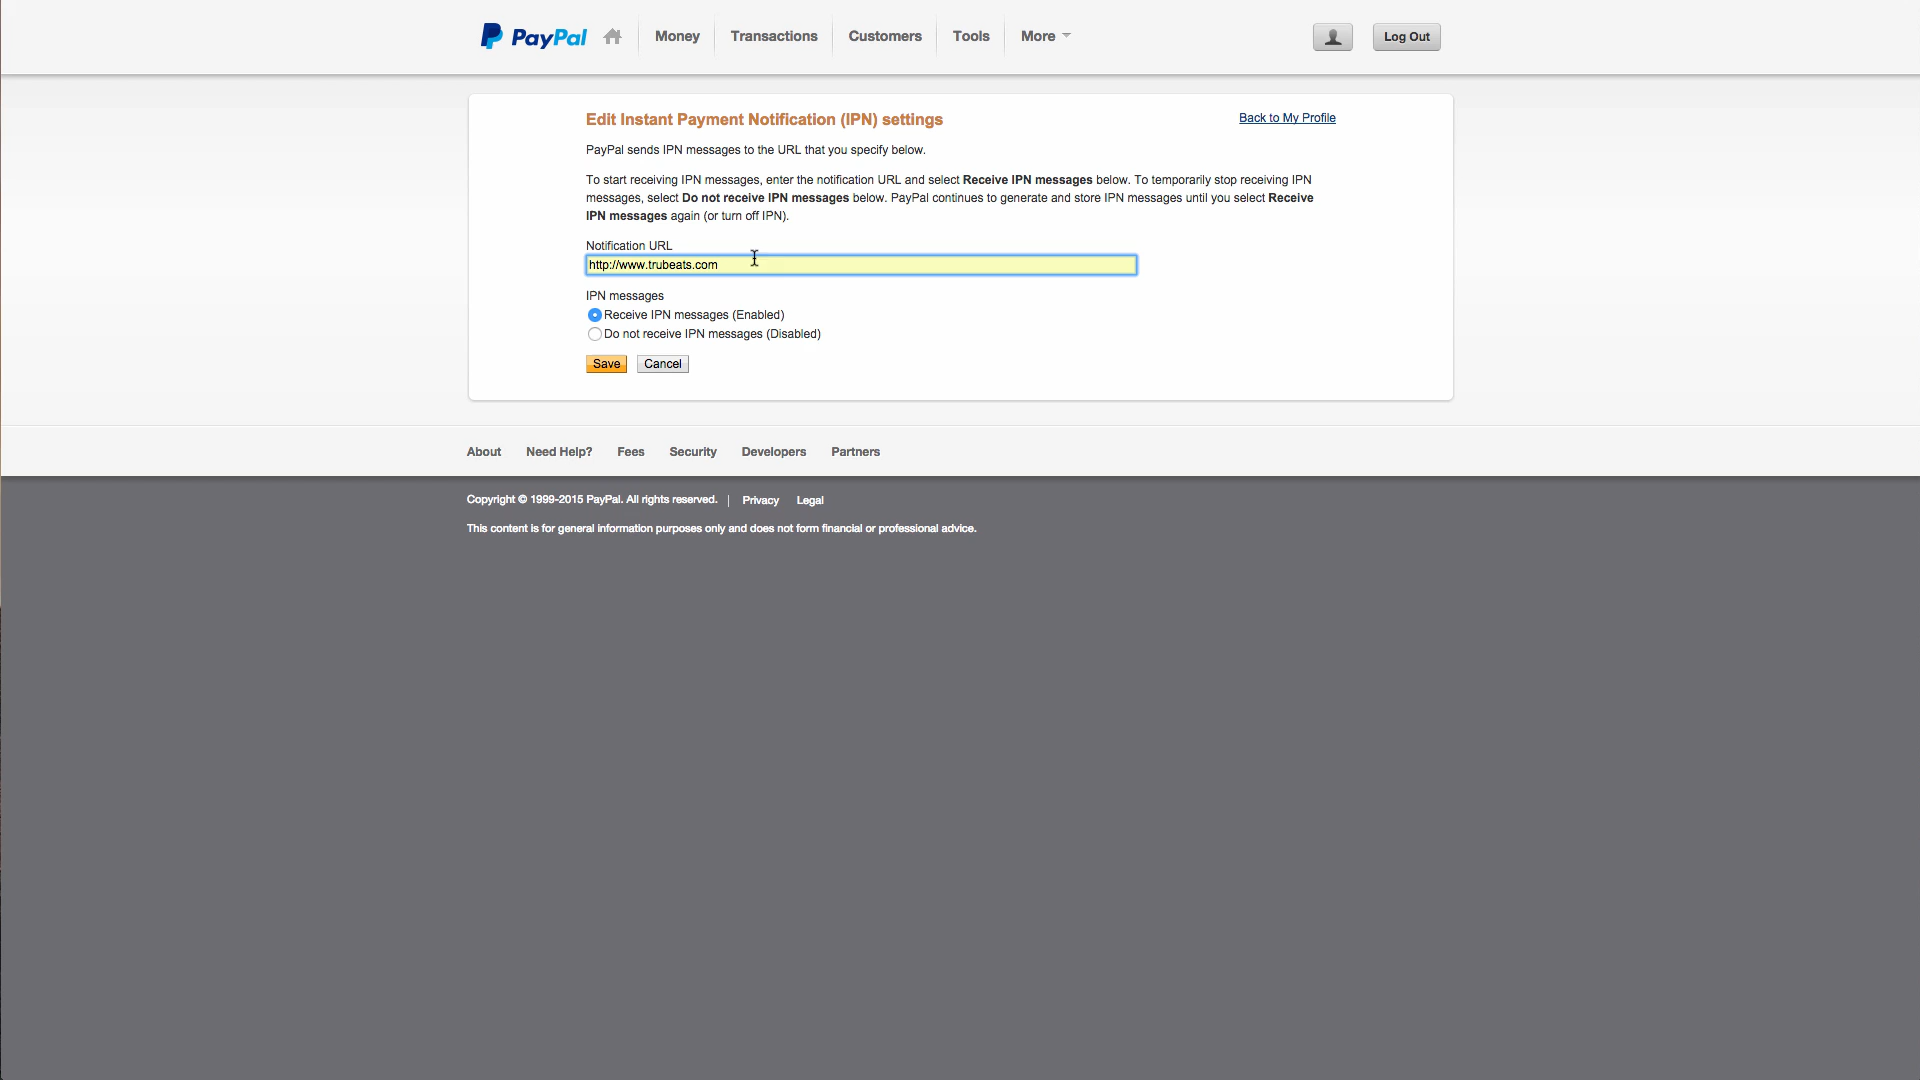 PayPal
Money
Transactions
Customers
Tools
More
Log Out
Edit Instant Payment Notification (IPN) settings
Back to My Profile
PayPal sends IPN messages to the URL that you specify below.
To start receiving IPN messages, enter the notification URL and select Receive IPN messages below. To temporarily stop receiving IPN
messages, select Do not receive IPN messages below. PayPal continues to generate and store IPN messages until you select Receive
IPN messages again (or turn off IPN).
Notification URL
http://www.trubeats.com
IPN messages
Receive IPN messages (Enabled)
Do not receive IPN messages (Disabled)
Save
Cancel
About
Need Help?
Fees
Security
Developers
Partners
Copyright © 1999-2015 PayPal. All rights reserved. | Privacy Legal
This content is for general information purposes only and does not form financial or professional advice.